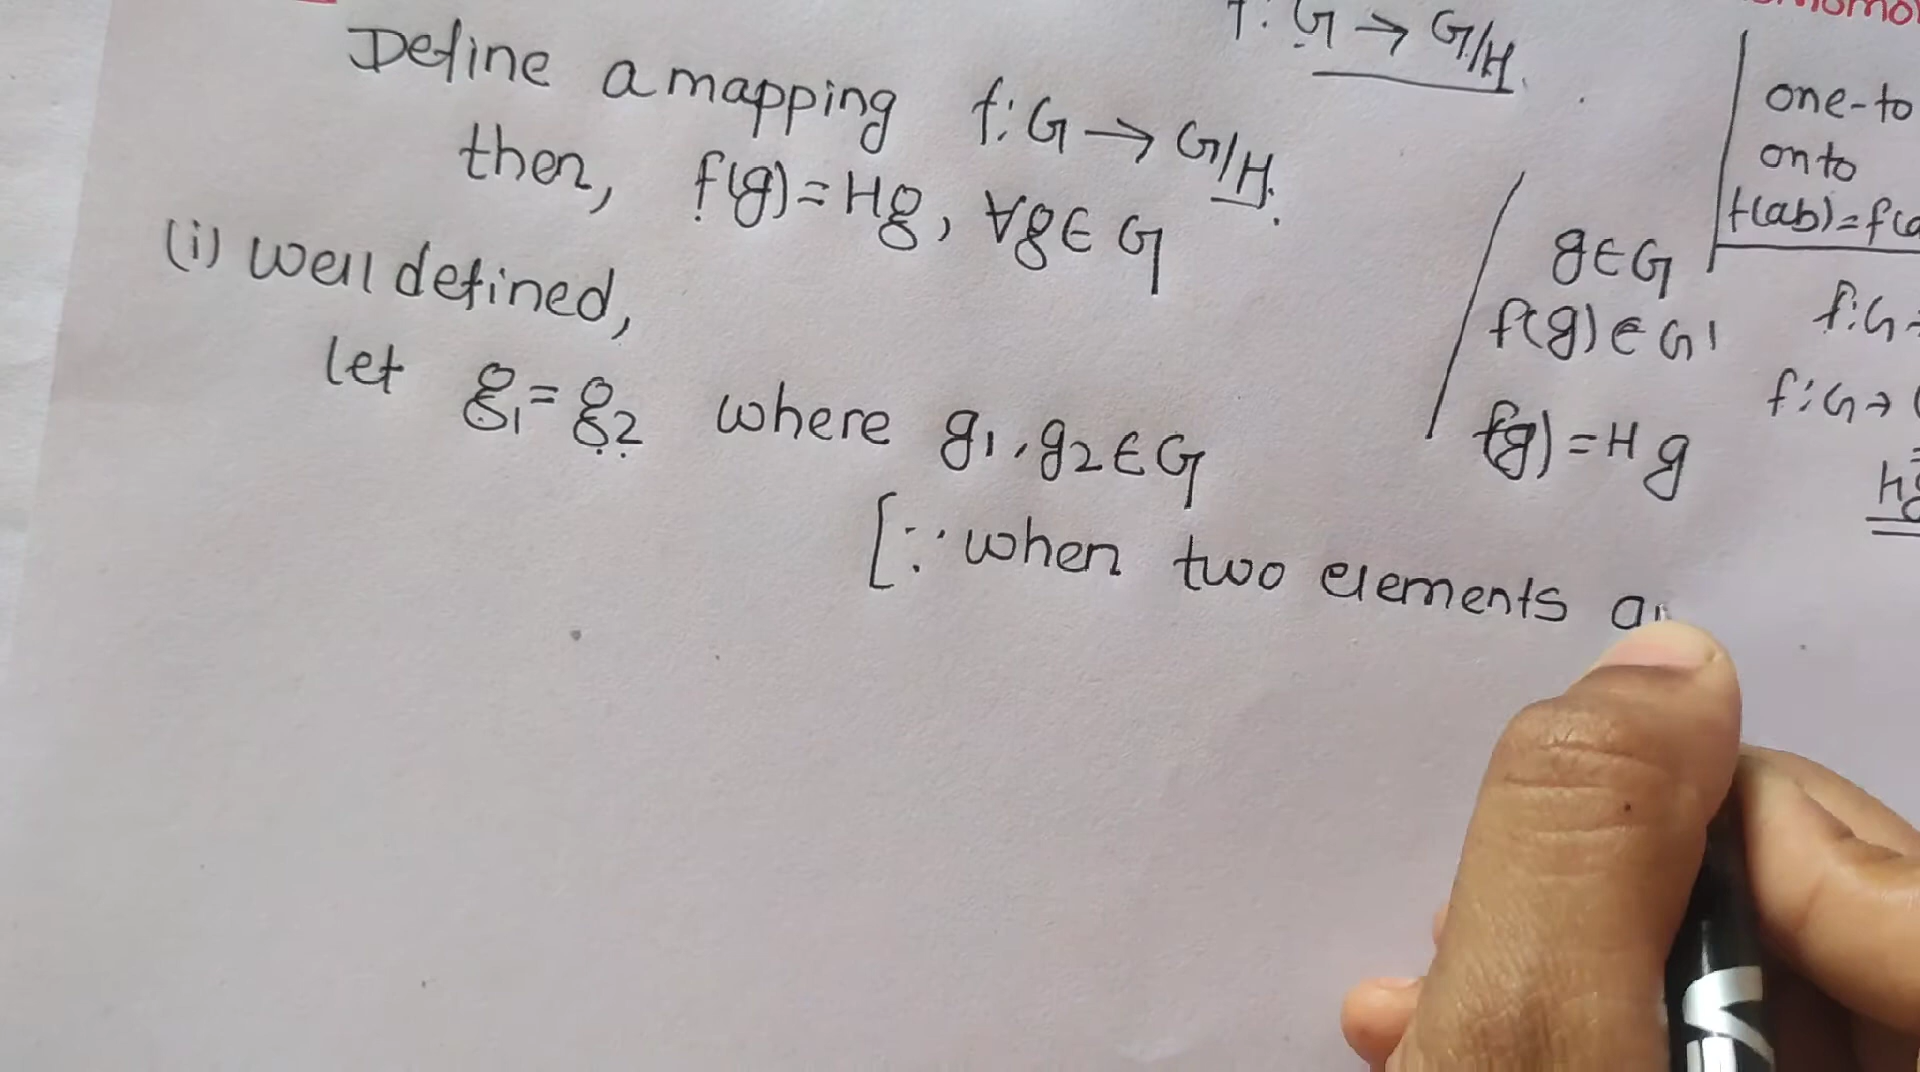 f: G → G/H.
Define a mapping f: G → G/H.
then, f(g) = Hg, ∀g ∈ G
(i) Well defined,
let g₁ = g₂ where g₁, g₂ ∈ G
[∵ when two elements
g ∈ G
f(g) ∈ G'
f(g) = Hg
one-to
onto
f(ab) = f(a
f: G →
f: G →